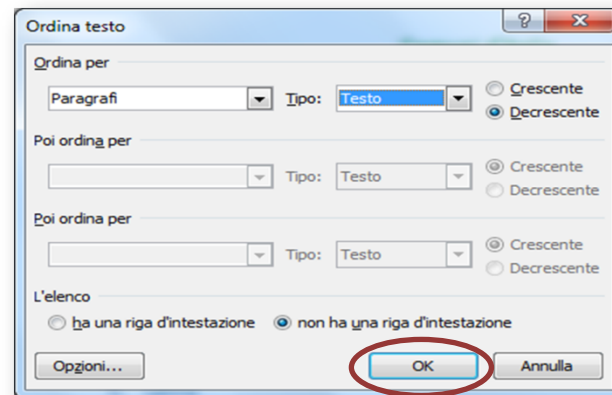 Ordina testo
Ordina per
Paragrafi Tipo: Testo Crescente
Decrescente
Poi ordina per
Tipo: Testo Crescente
Decrescente
Poi ordina per
Tipo: Testo Crescente
Decrescente
L'elenco
ha una riga d'intestazione non ha una riga d'intestazione
Opzioni... OK Annulla